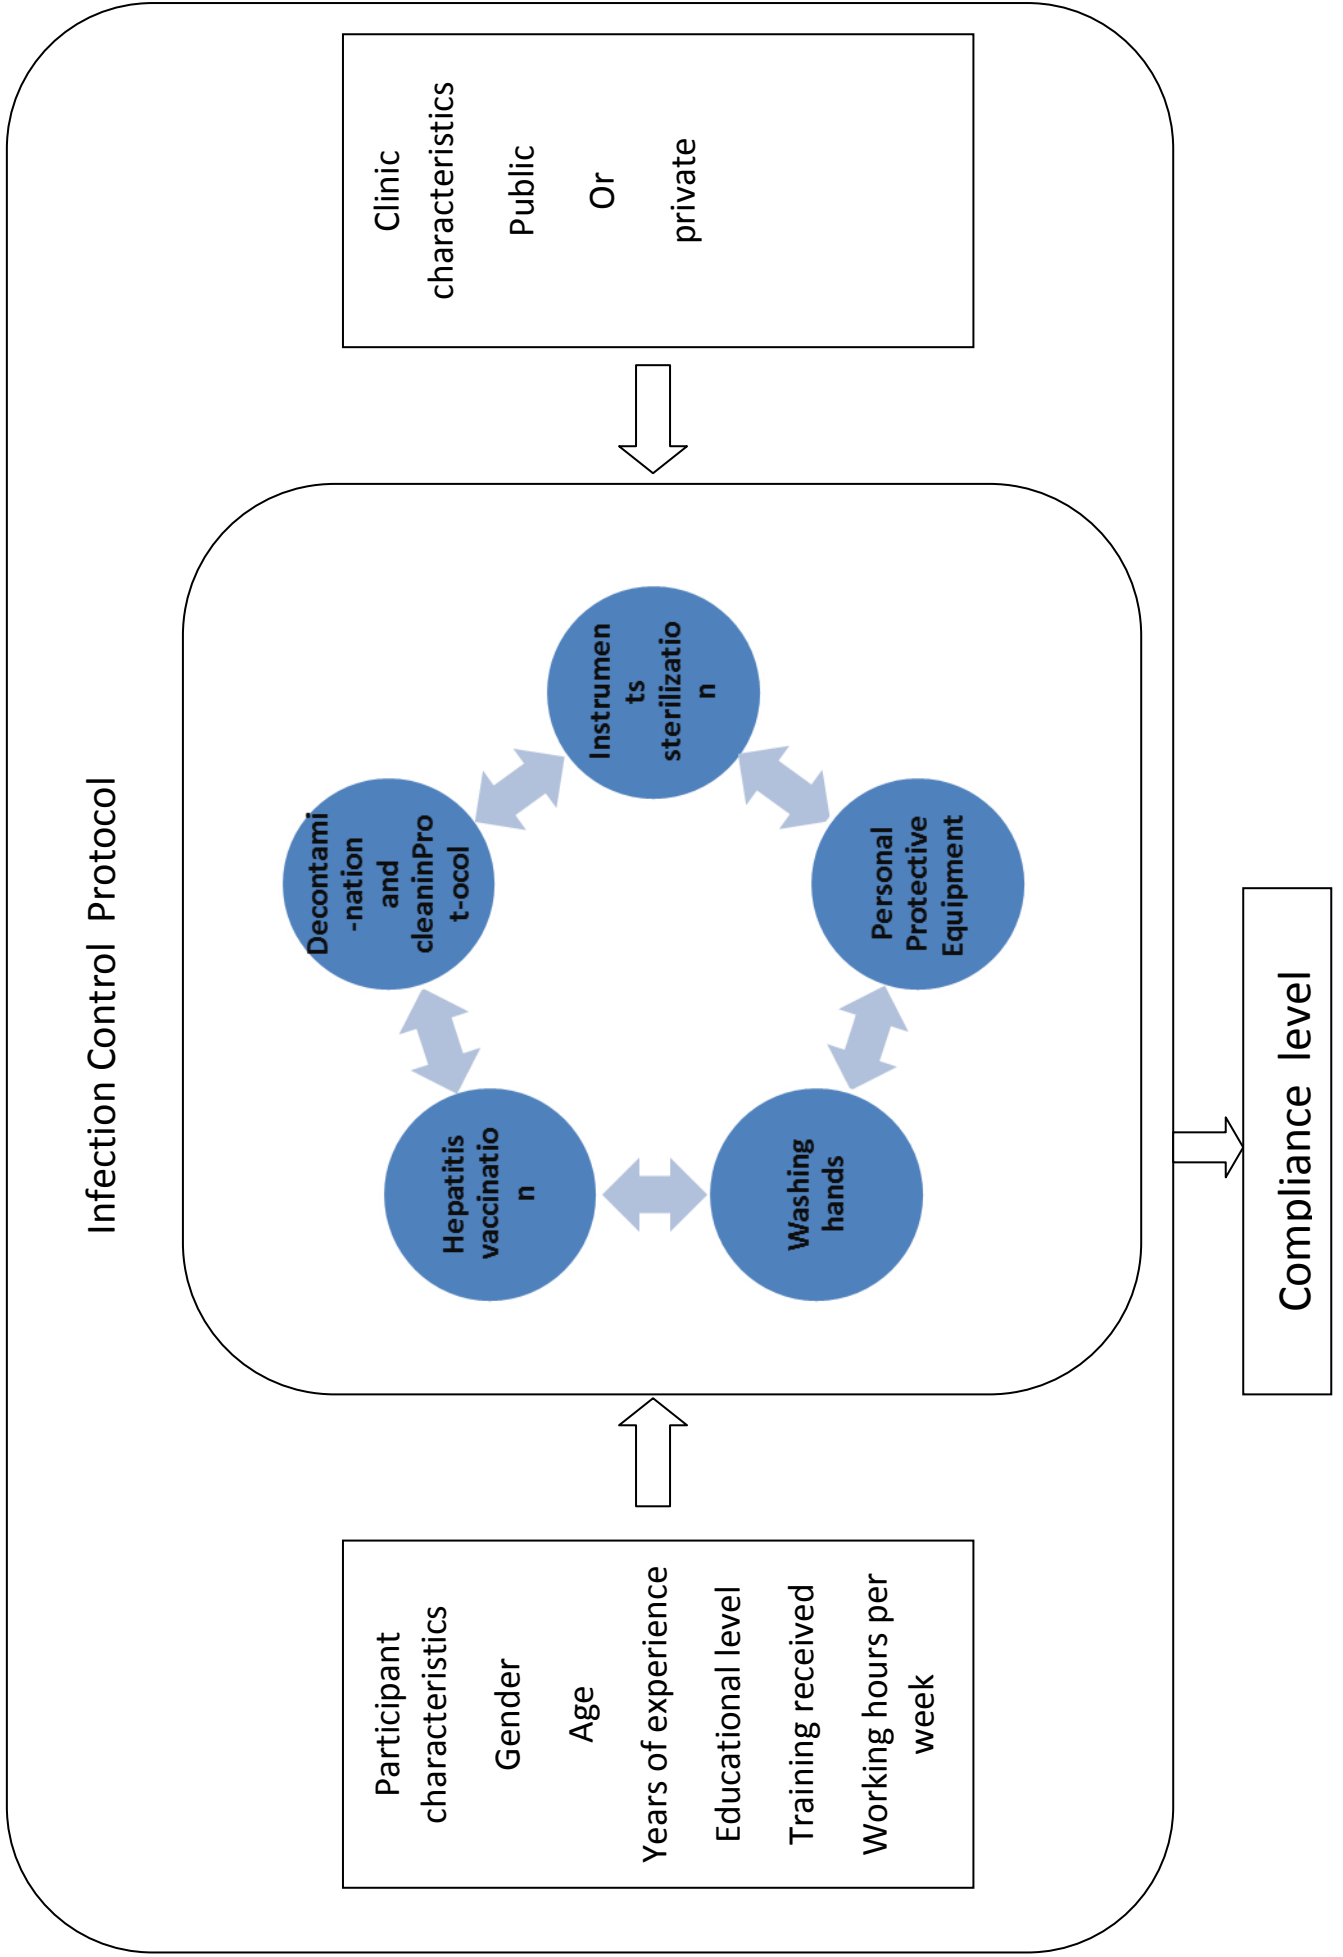 Infection Control Protocol
Participant
characteristics
Gender
Age
Years of experience
Educational level
Training received
Working hours per
week
Decontami
-nation
and
cleaninPro
t-ocol
Hepatitis
vaccinatio
n
Instrumen
ts
sterilizatio
n
Washing
hands
Personal
Protective
Equipment
Clinic
characteristics
Public
Or
private
Compliance level